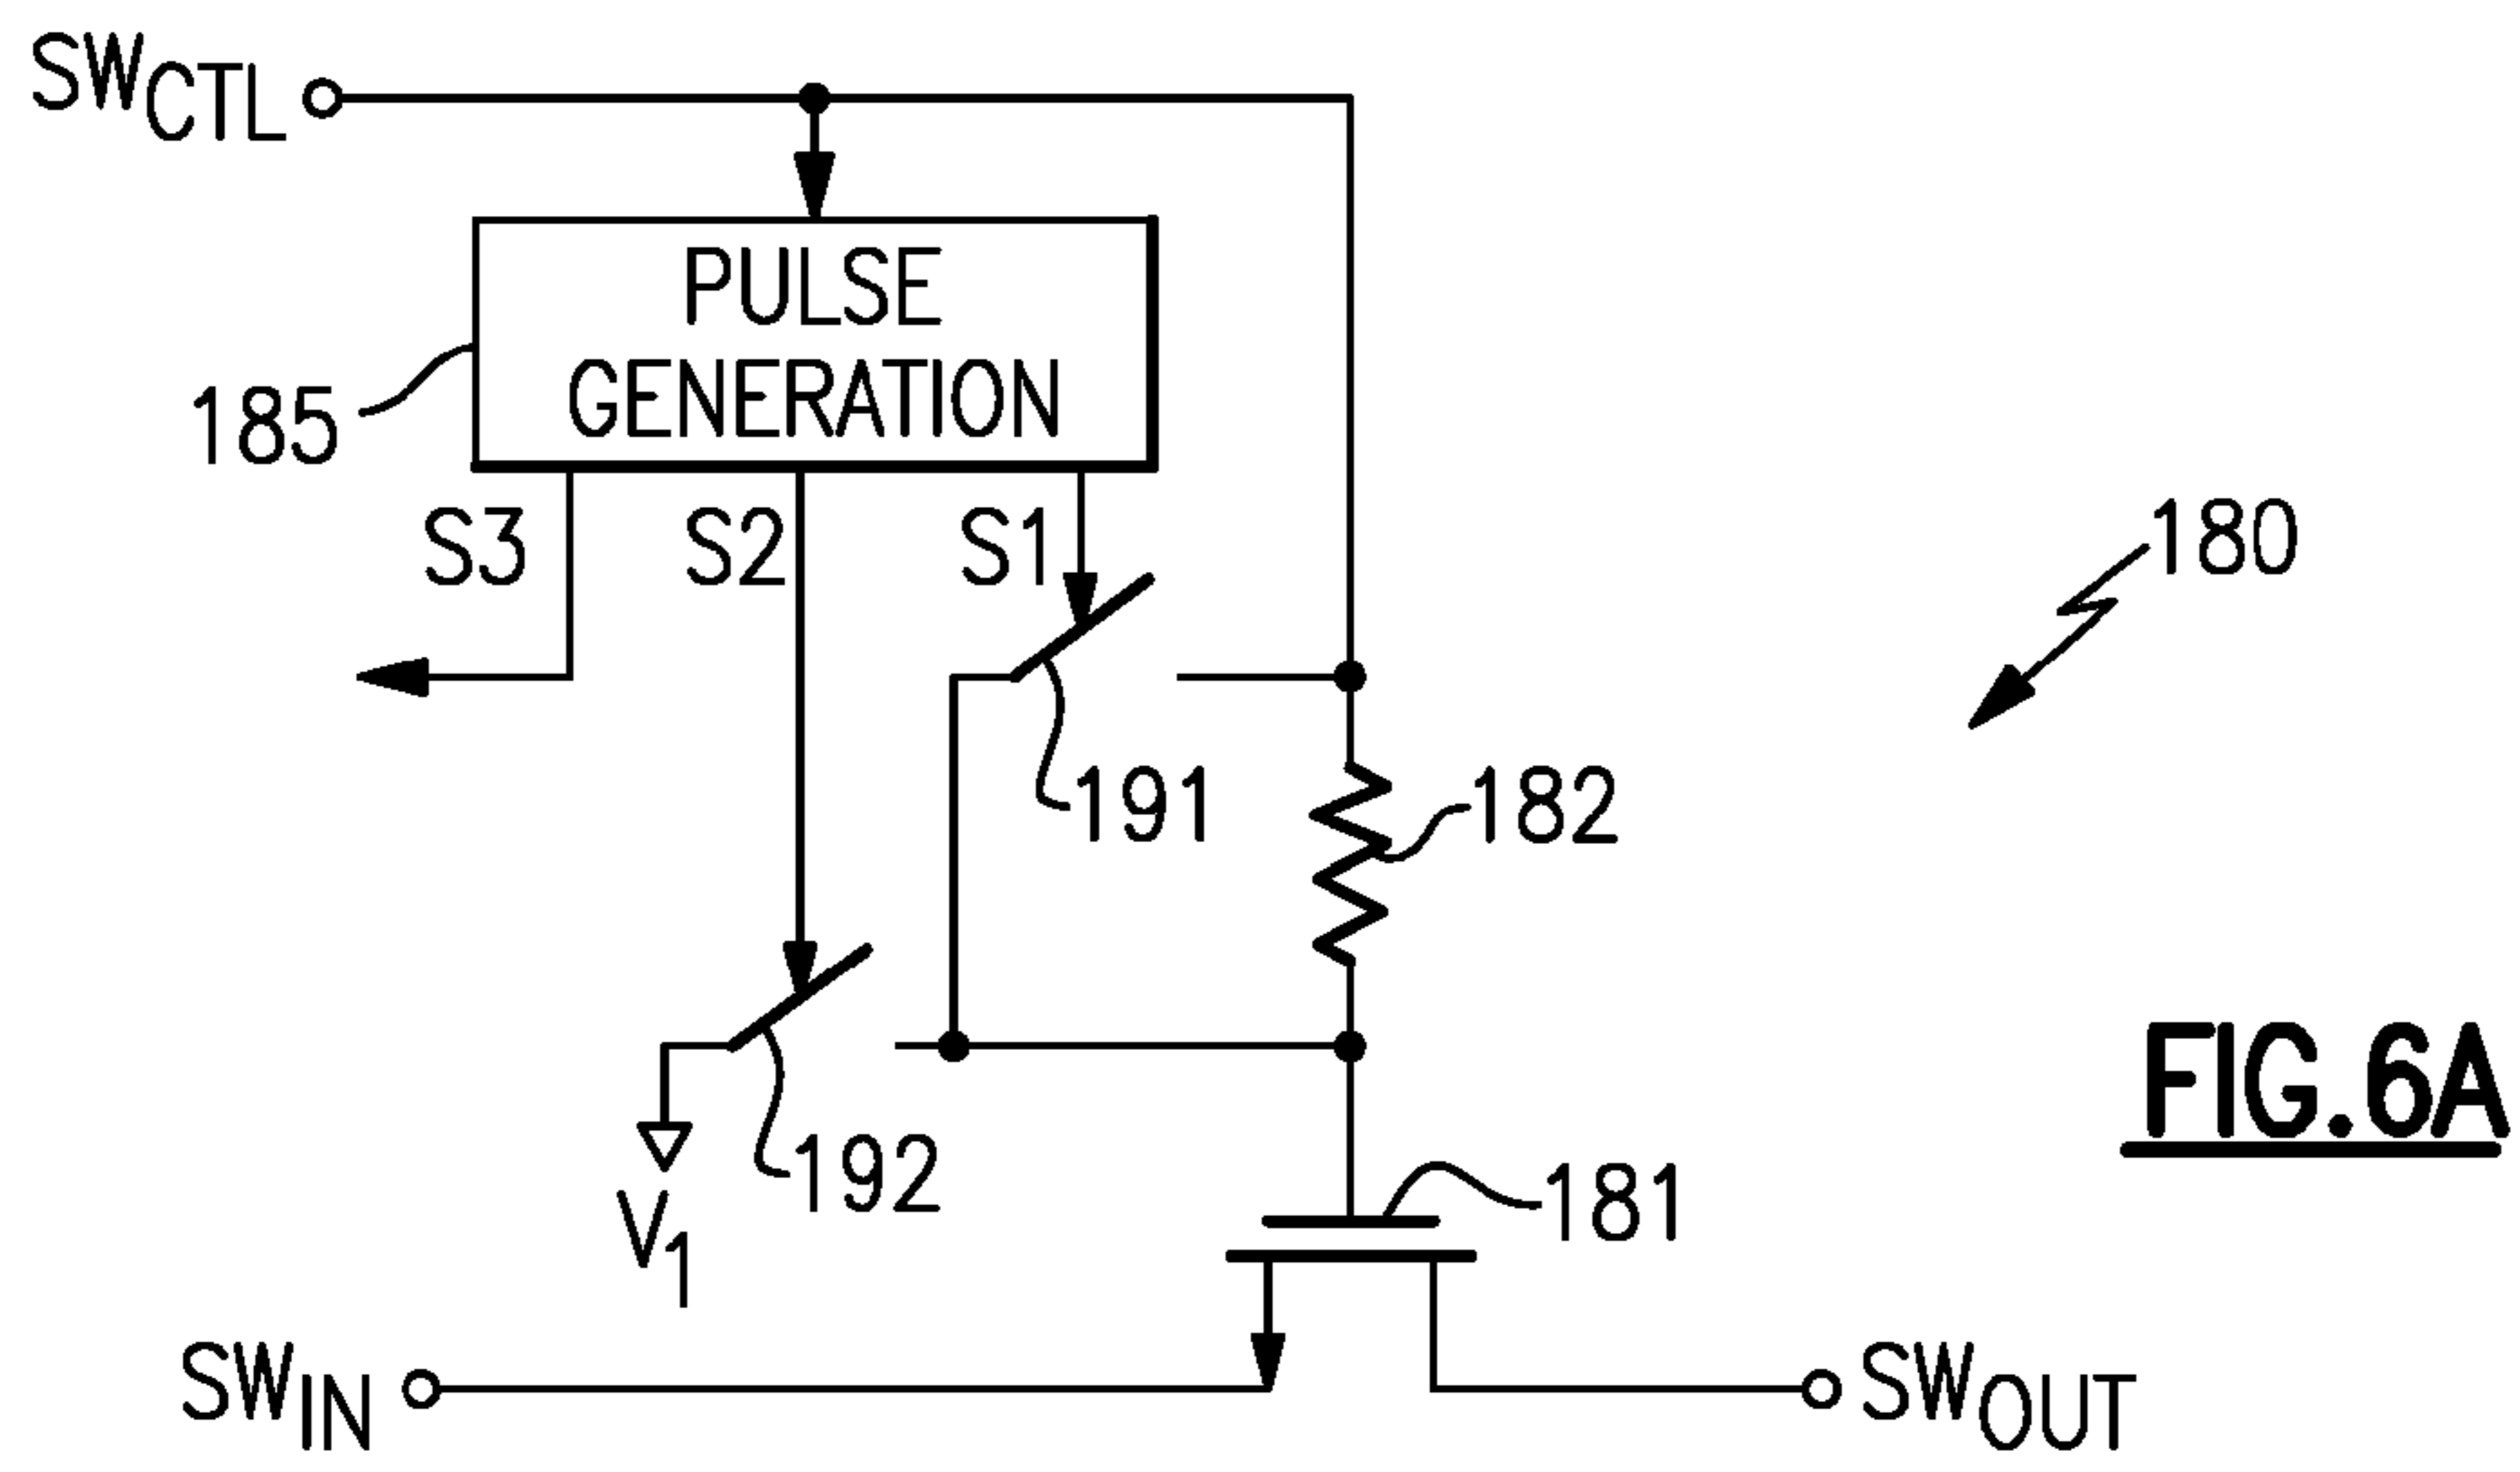 SWCTL
PULSE
GENERATION
185
S3 S2 S1
180
191
182
192
V1
181
FIG.6A
SWIN
SWOUT